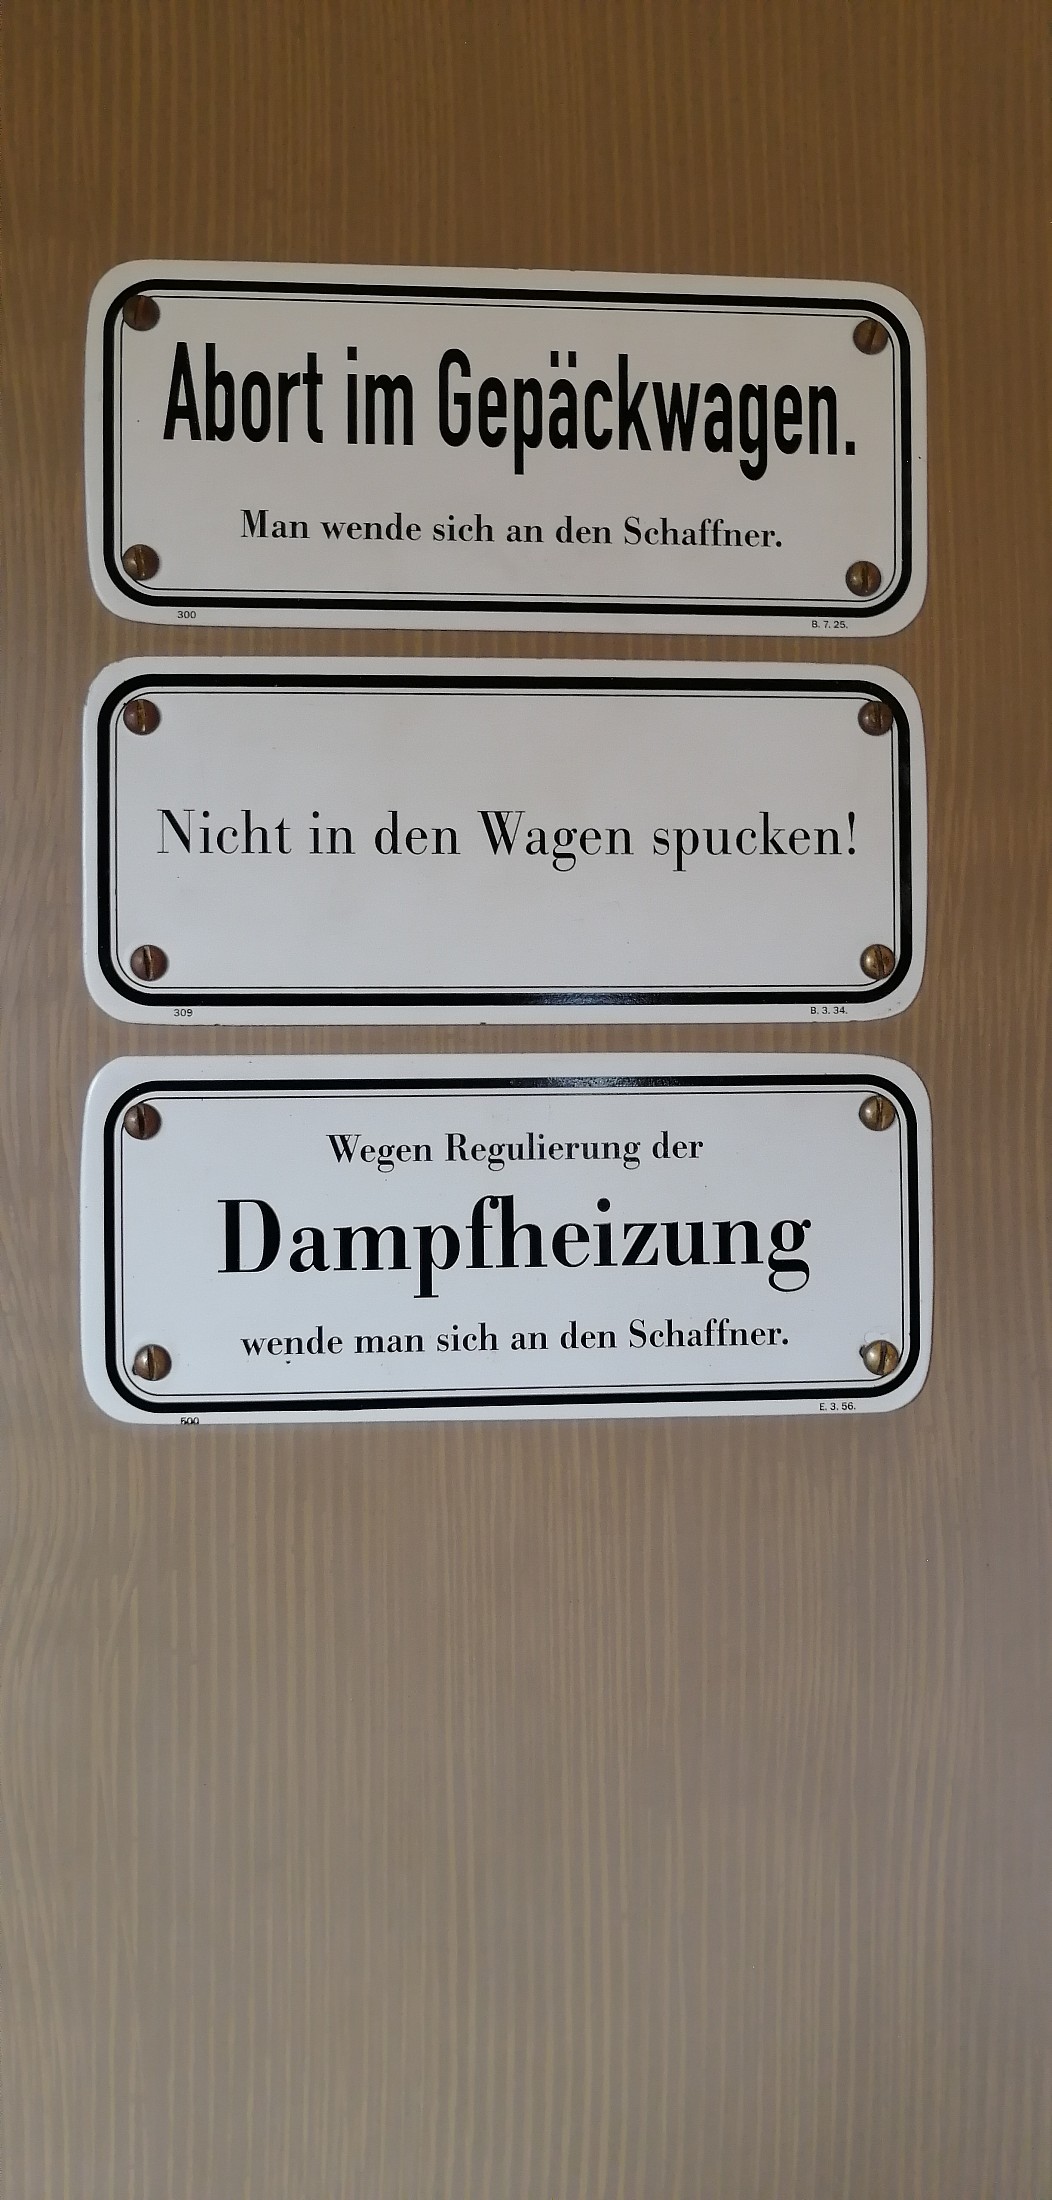 Abort im Gepäckwagen.
Man wende sich an den Schaffner.
300
B. 7. 25.
Nicht in den Wagen spucken!
309
B. 3. 34.
Wegen Regulierung der
Dampfheizung
wende man sich an den Schaffner.
500
E. 3. 56.